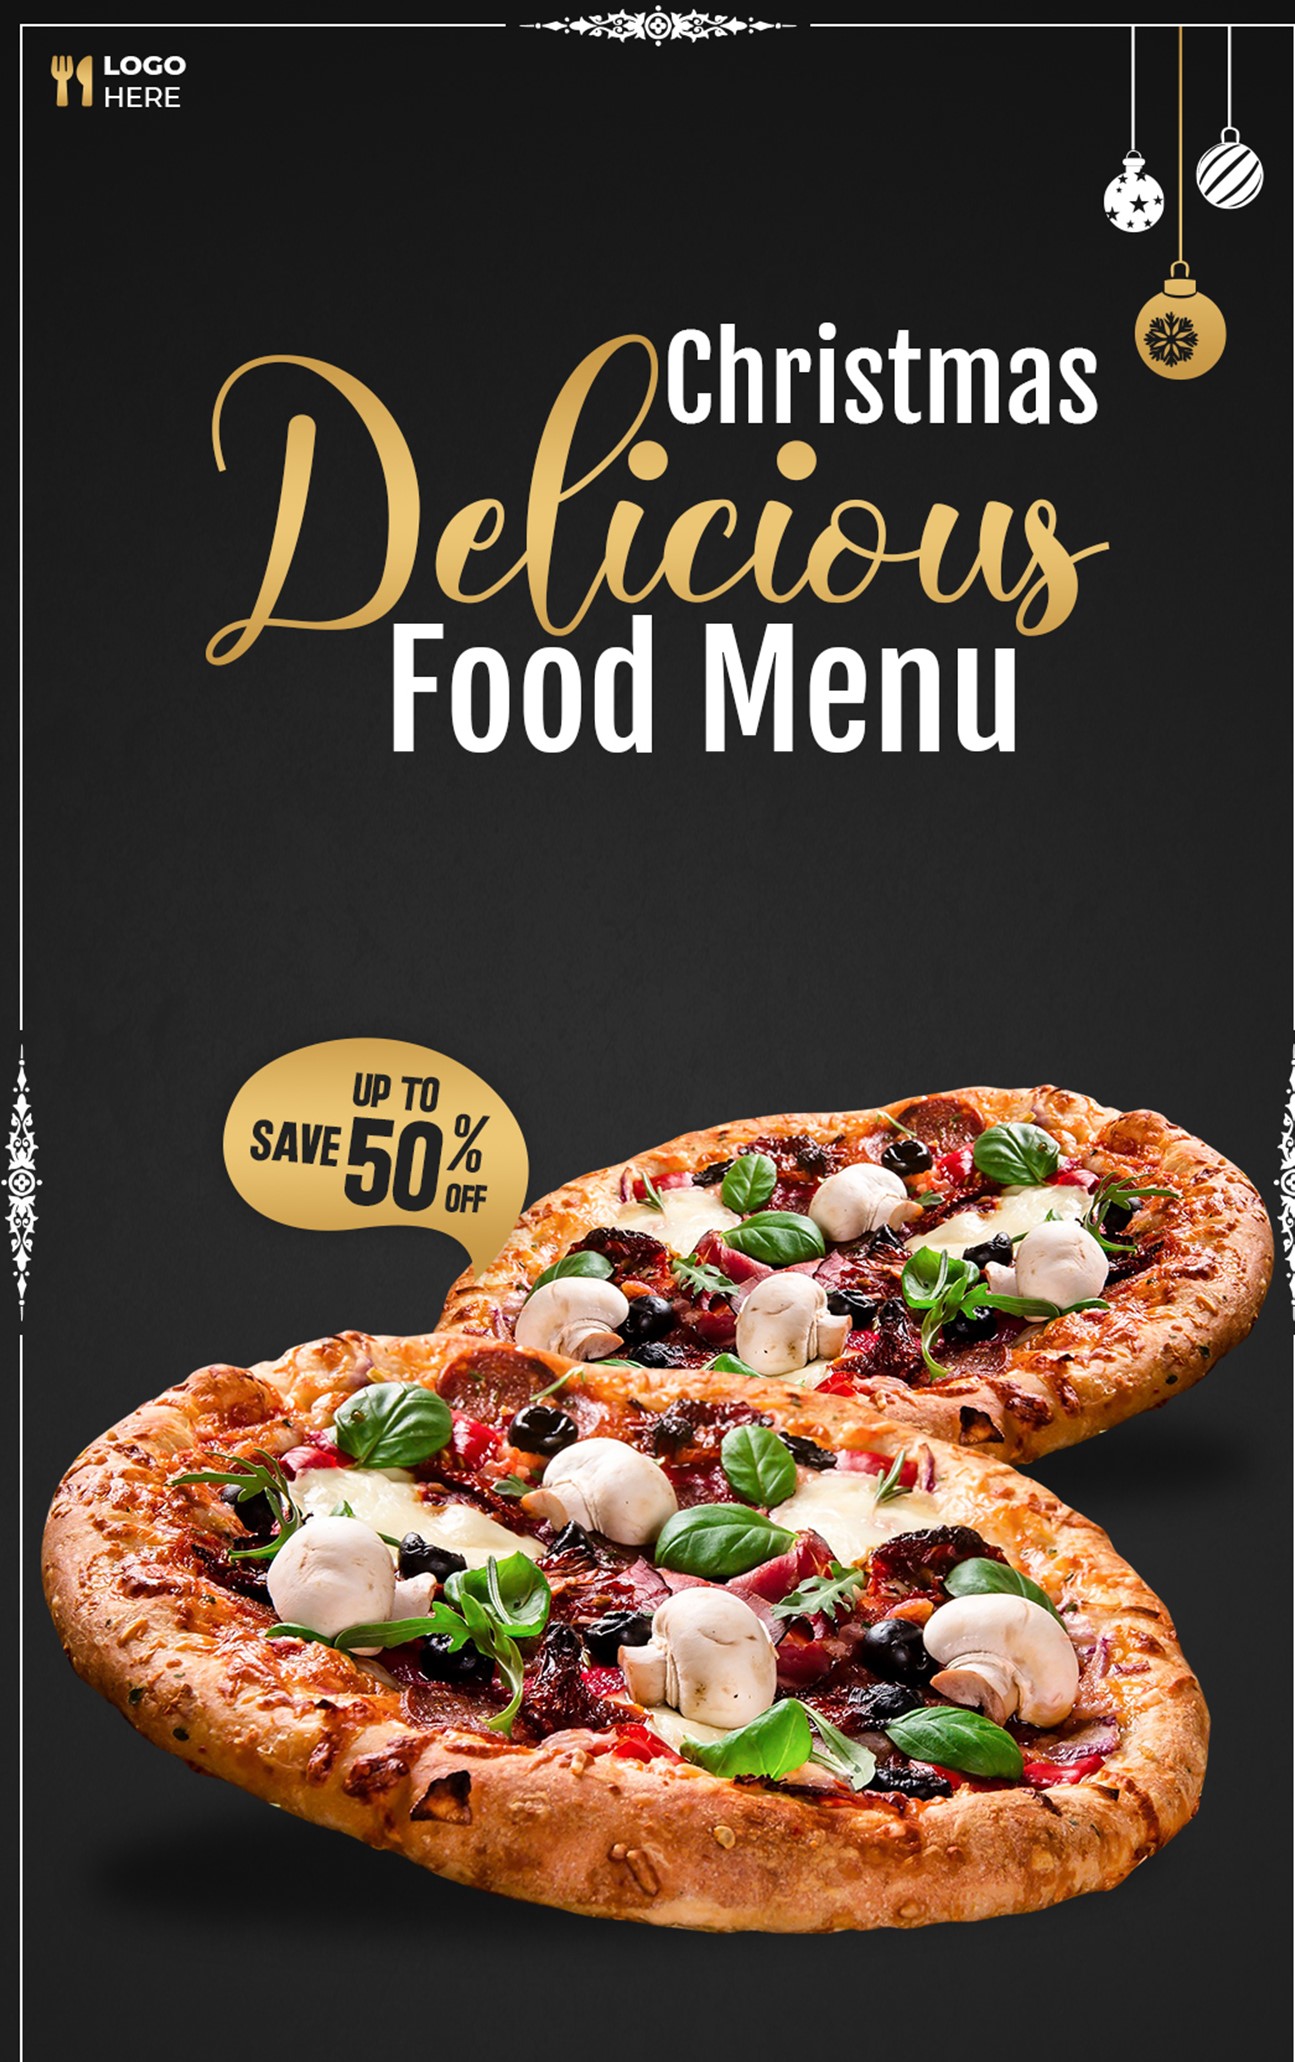 LOGO
HERE
Christmas
Delicious
Food Menu
UP TO
SAVE 50%
OFF